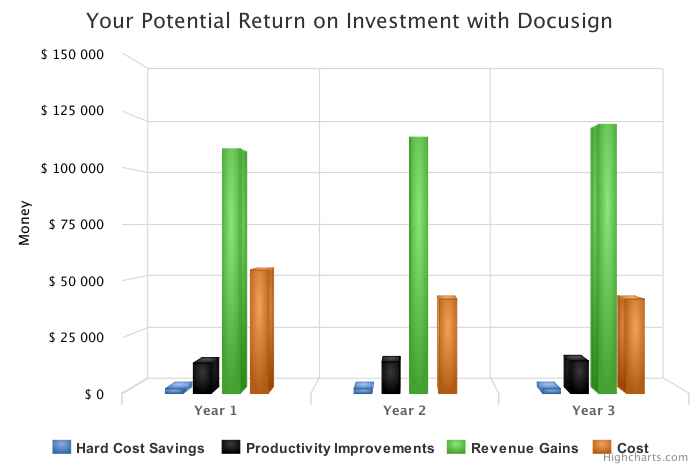 Your Potential Return on Investment with Docusign
$ 150 000
$ 125 000
$ 100 000
$ 75 000
$ 50 000
$ 25 000
$ 0
Money
Year 1 Year 2 Year 3
Hard Cost Savings Productivity Improvements Revenue Gains Cost
Highcharts.com